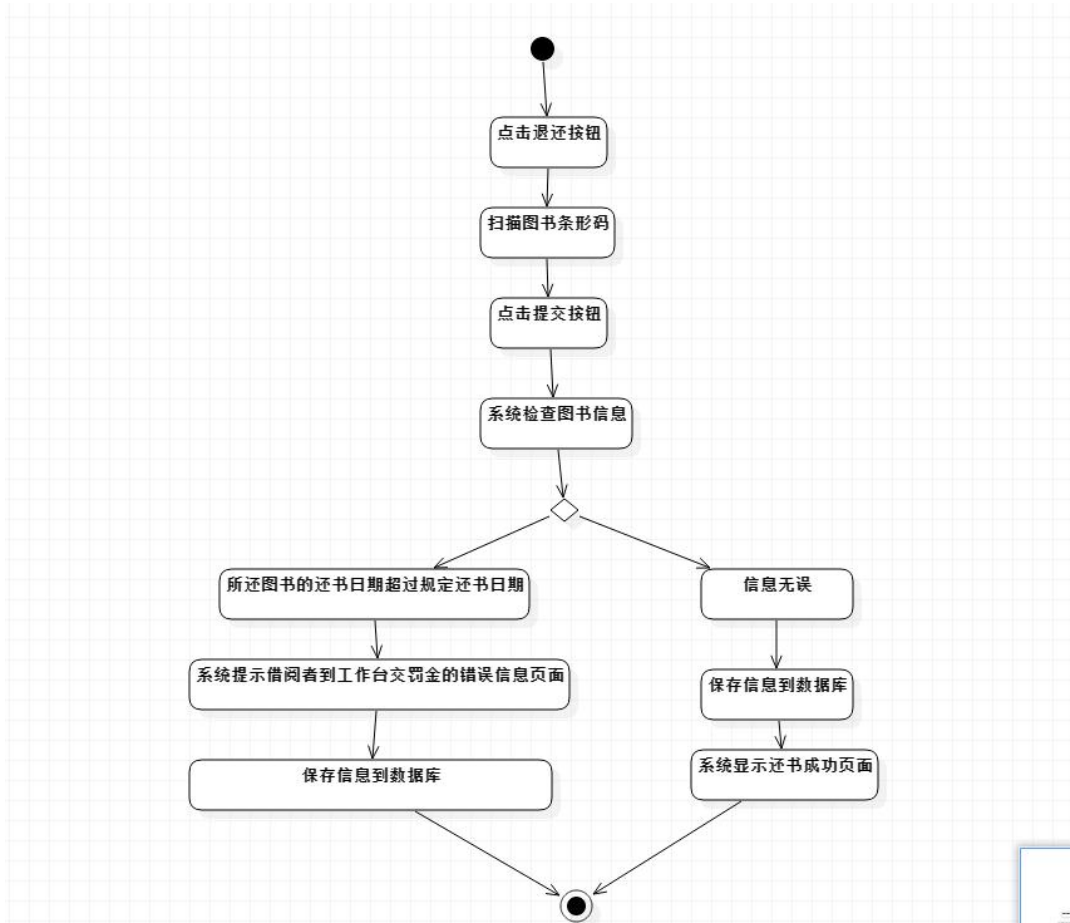 点击退还按钮
扫描图书条形码
点击提交按钮
系统检查图书信息
所还图书的还书日期超过规定还书日期
信息无误
系统提示借阅者到工作台交罚金的错误信息页面
保存信息到数据库
系统显示还书成功页面
保存信息到数据库